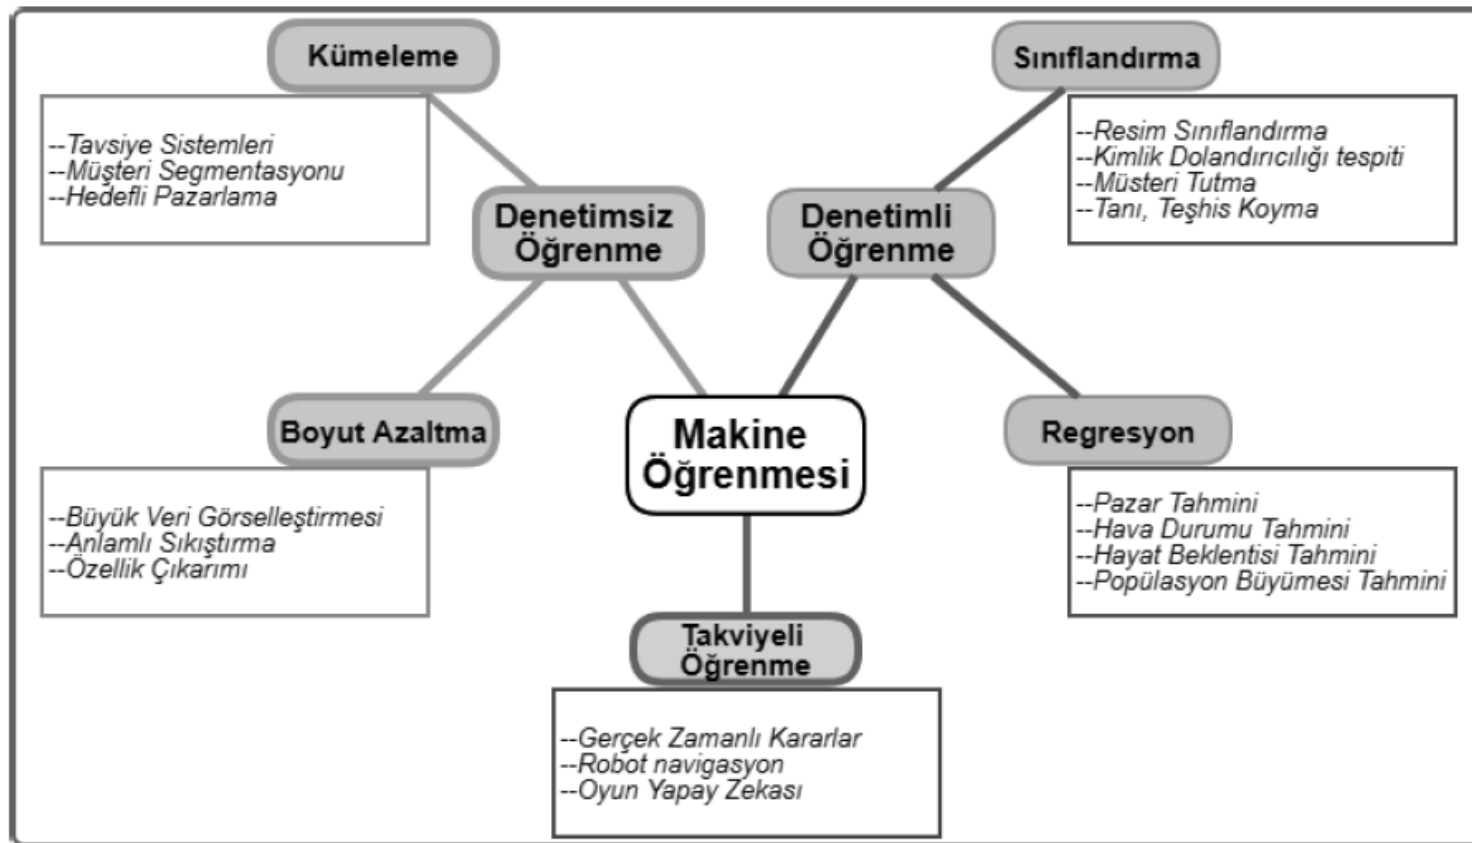 Kümeleme
--Tavsiye Sistemleri
--Müşteri Segmentasyonu
--Hedefli Pazarlama
Sınıflandırma
--Resim Sınıflandırma
--Kimlik Dolandırıcılığı tespiti
--Müsteri Tutma
--Tanı, Teşhis Koyma
Denetimsiz
Öğrenme
Denetimli
Öğrenme
Boyut Azaltma
--Büyük Veri Görselleştirmesi
--Anlamlı Sıkıştırma
--Özellik Çıkarımı
Makine
Öğrenmesi
Regresyon
--Pazar Tahmini
--Hava Durumu Tahmini
--Hayat Beklentisi Tahmini
--Popülasyon Büyümesi Tahmini
Takviyeli
Öğrenme
--Gerçek Zamanlı Kararlar
--Robot navigasyon
--Oyun Yapay Zekası